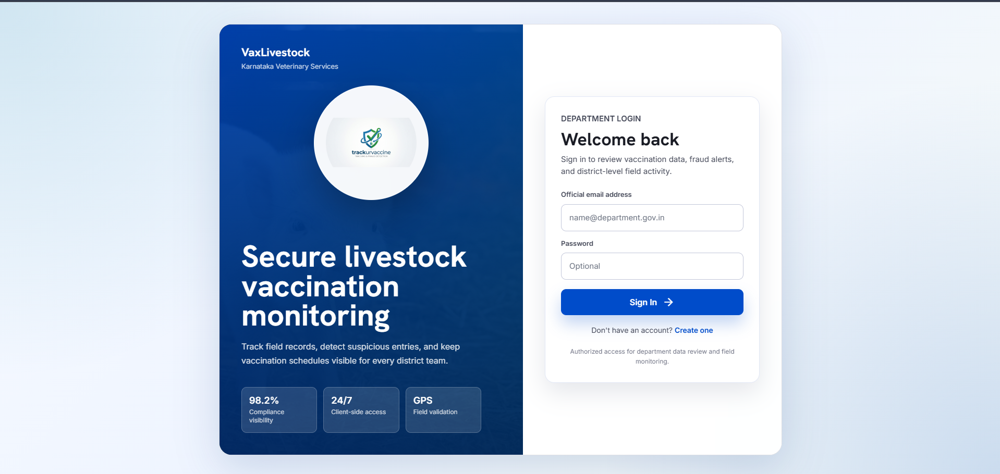 VaxLivestock
Karnataka Veterinary Services
trackurvaccine
TRACKING & FRAUD DETECTION
Secure livestock
vaccination
monitoring
Track field records, detect suspicious entries, and keep
vaccination schedules visible for every district team.
98.2%
Compliance
visibility
24/7
Client-side access
GPS
Field validation
DEPARTMENT LOGIN
Welcome back
Sign in to review vaccination data, fraud alerts,
and district-level field activity.
Official email address
name@department.gov.in
Password
Optional
Sign In
Don't have an account? Create one
Authorized access for department data review and field
monitoring.